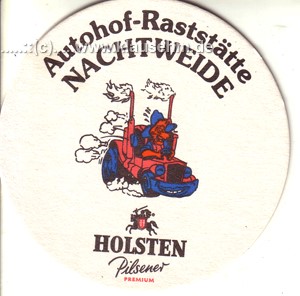 Autohof-Raststätte
NACHTWEIDE
HOLSTEN
Pilsener
PREMIUM